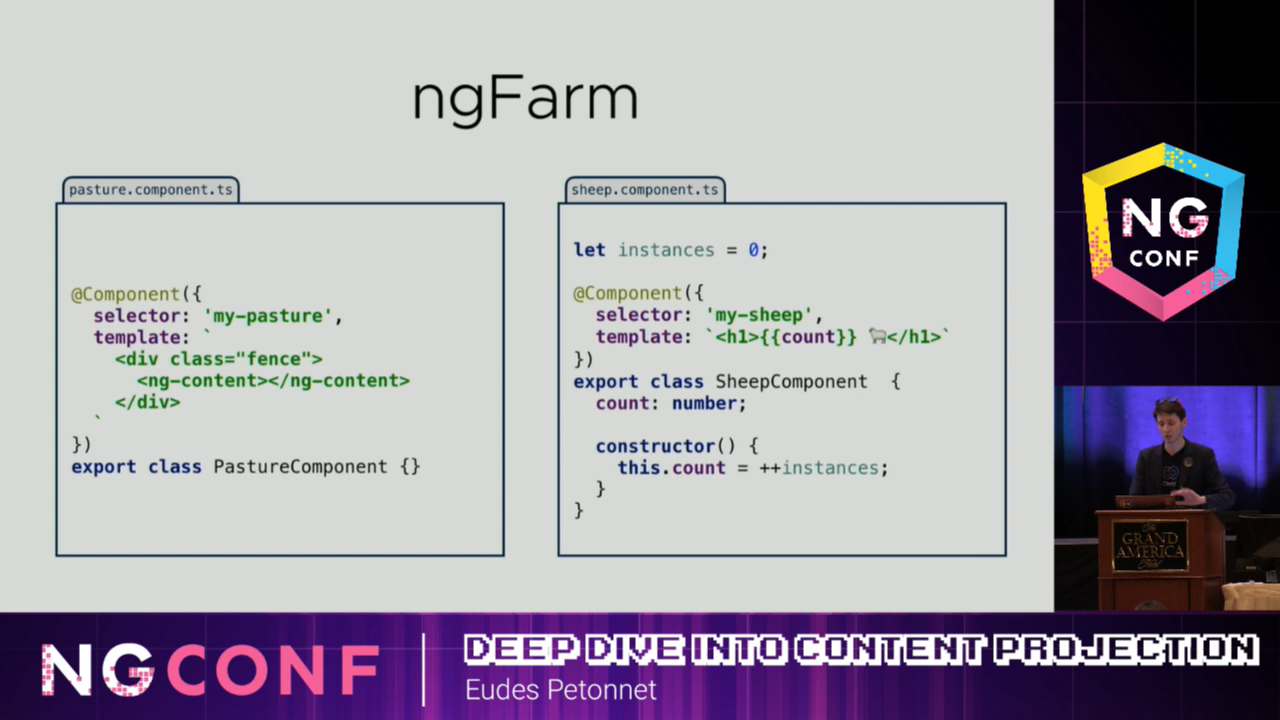 ngFarm
pasture.component.ts
@Component({
  selector: 'my-pasture',
  template: `
    <div class="fence">
      <ng-content></ng-content>
    </div>
  `
})
export class PastureComponent {}
sheep.component.ts
let instances = 0;
@Component({
  selector: 'my-sheep',
  template: `<h1>{{count}} 🐑</h1>`
})
export class SheepComponent  {
  count: number;
  constructor() {
    this.count = ++instances;
  }
}
NG
CONF
The
GRAND
AMERICA
Hotel
NGCONF
DEEP DIVE INTO CONTENT PROJECTION
Eudes Petonnet